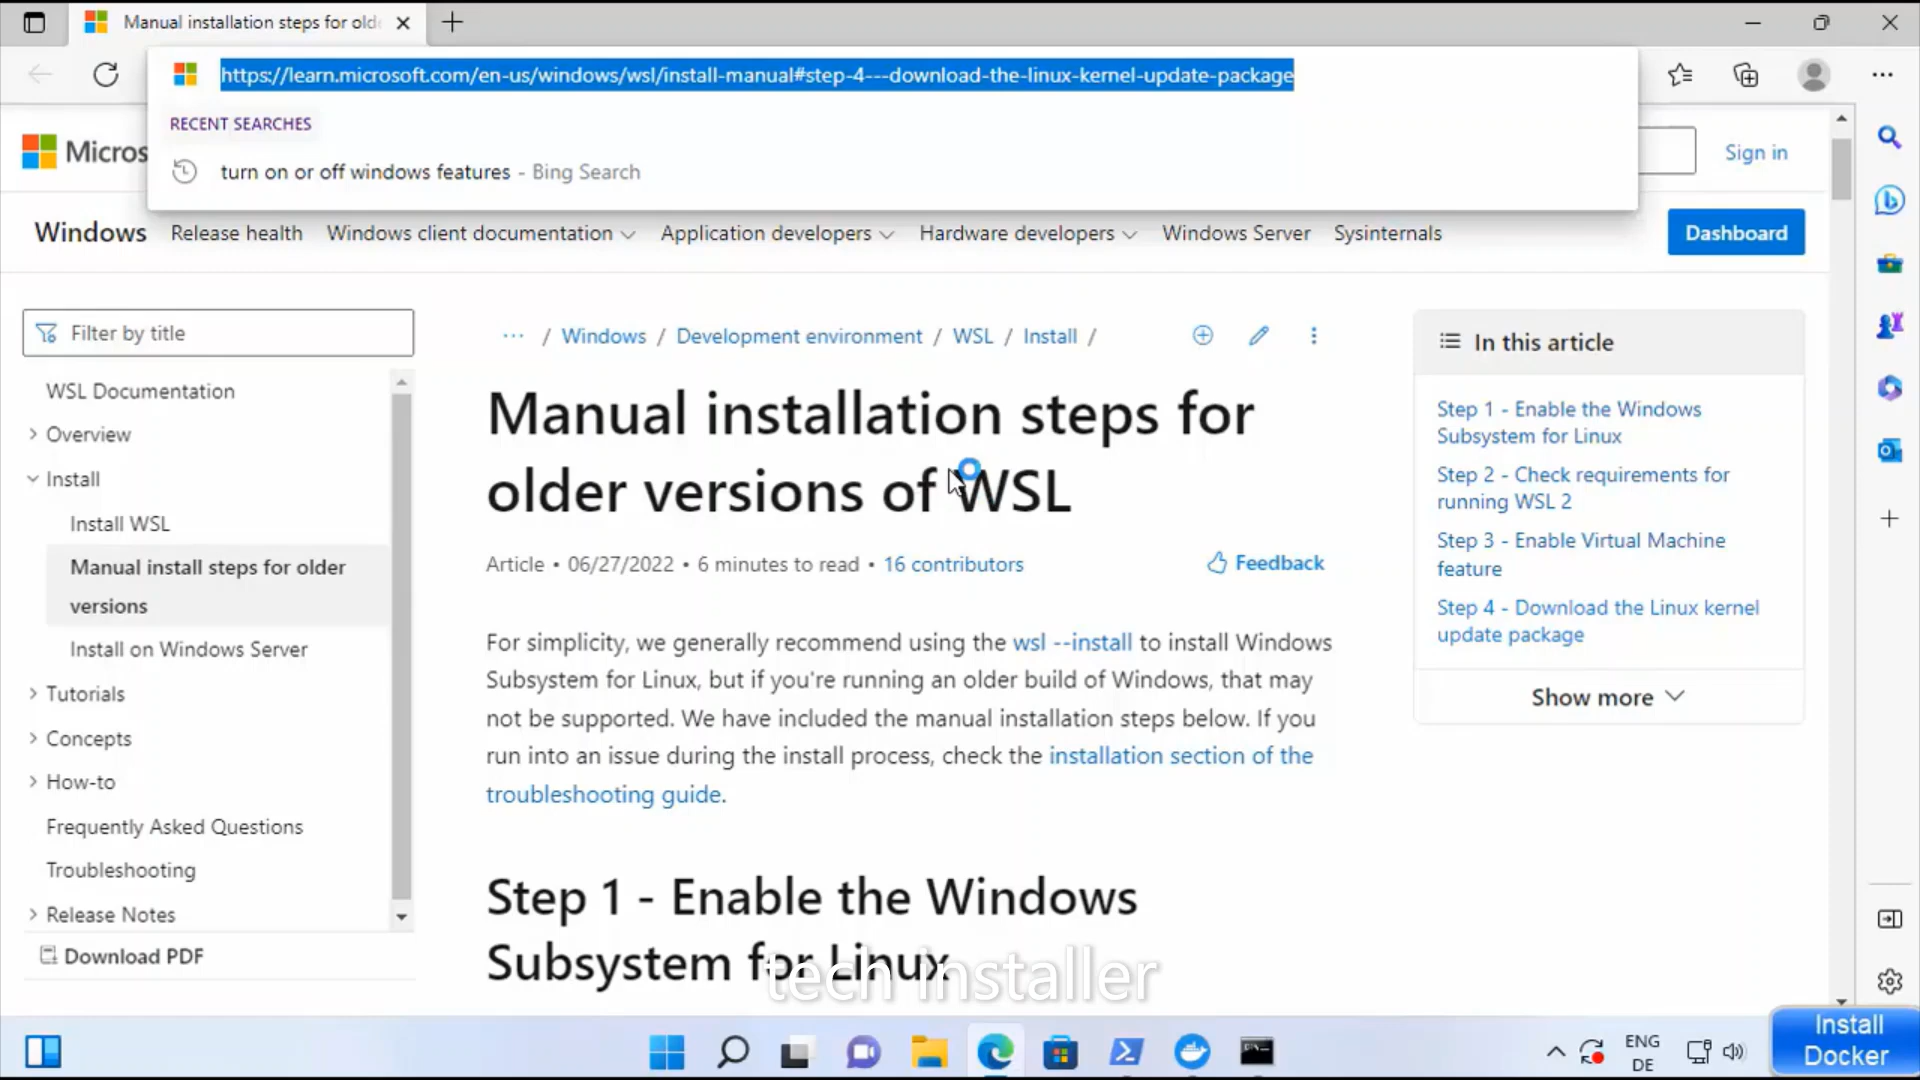 Manual installation steps for olde
https://learn.microsoft.com/en-us/windows/wsl/install-manual#step-4---download-the-linux-kernel-update-package
RECENT SEARCHES
turn on or off windows features - Bing Search
Micros
Sign in
Windows
Release health
Windows client documentation
Application developers
Hardware developers
Windows Server
Sysinternals
Dashboard
Filter by title
WSL Documentation
Overview
Install
Install WSL
Manual install steps for older
versions
Install on Windows Server
Tutorials
Concepts
How-to
Frequently Asked Questions
Troubleshooting
Release Notes
Download PDF
··· / Windows / Development environment / WSL / Install /
Manual installation steps for
older versions of WSL
Article • 06/27/2022 • 6 minutes to read • 16 contributors
Feedback
For simplicity, we generally recommend using the wsl --install to install Windows
Subsystem for Linux, but if you're running an older build of Windows, that may
not be supported. We have included the manual installation steps below. If you
run into an issue during the install process, check the installation section of the
troubleshooting guide.
Step 1 - Enable the Windows
Subsystem for Linux
tech installer
In this article
Step 1 - Enable the Windows
Subsystem for Linux
Step 2 - Check requirements for
running WSL 2
Step 3 - Enable Virtual Machine
feature
Step 4 - Download the Linux kernel
update package
Show more
ENG
DE
Install
Docker